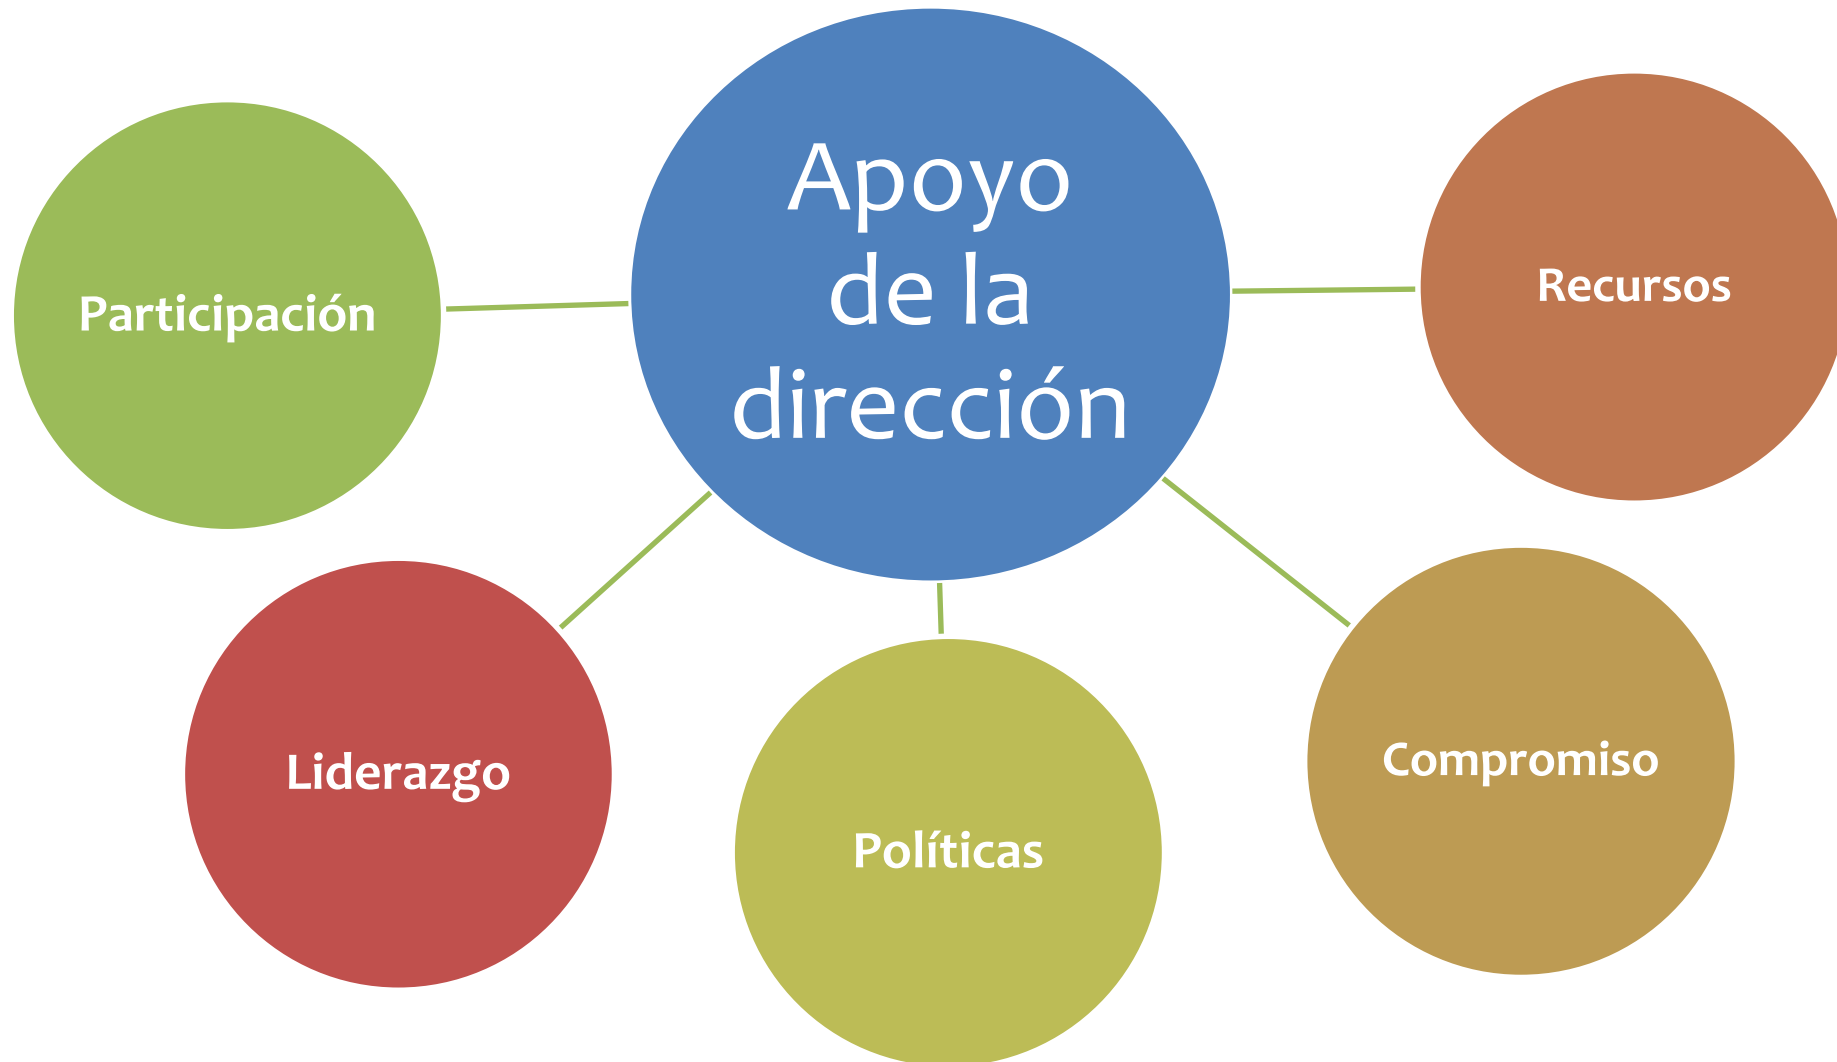 Apoyo
de la
dirección
Participación
Recursos
Liderazgo
Políticas
Compromiso